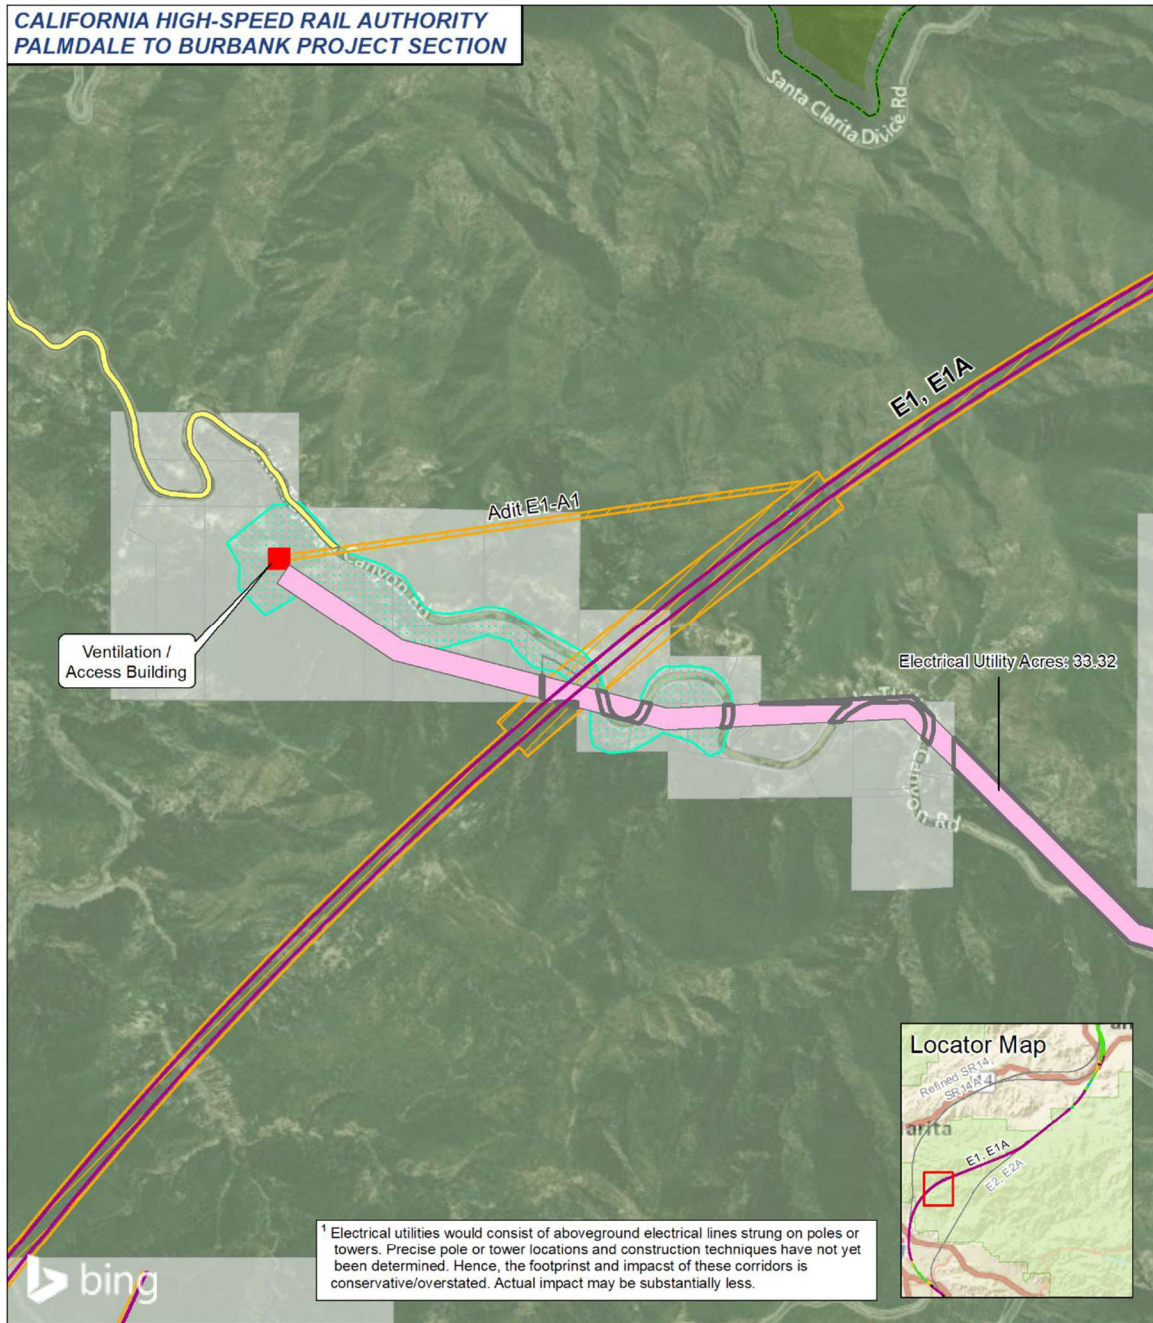 CALIFORNIA HIGH-SPEED RAIL AUTHORITY
PALMDALE TO BURBANK PROJECT SECTION
Santa Clarita Divide Rd
E1, E1A
Adit E1-A1
Canyon Rd
Ventilation /
Access Building
Electrical Utility Acres: 33.32
Canyon Rd
Locator Map
Refined SR14,
SR14A
14
arita
E1, E1A
E2, E2A
¹ Electrical utilities would consist of aboveground electrical lines strung on poles or
towers. Precise pole or tower locations and construction techniques have not yet
been determined. Hence, the footprinst and impacst of these corridors is
conservative/overstated. Actual impact may be substantially less.
bing